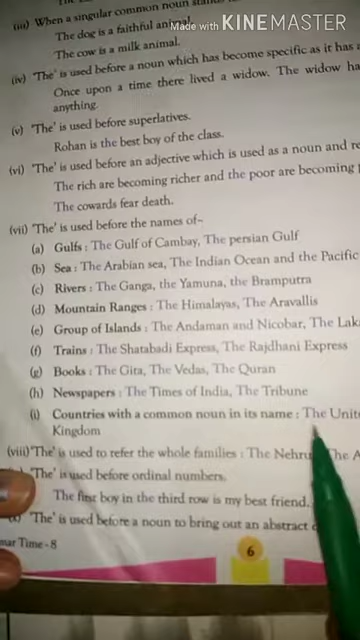 (iii) When a singular common noun stands
The dog is a faithful animal.
Made with KINEMASTER
The cow is a milk animal.
(iv) 'The' is used before a noun which has become specific as it has
Once upon a time there lived a widow. The widow ha
anything.
(v) 'The' is used before superlatives.
Rohan is the best boy of the class.
(vi) 'The' is used before an adjective which is used as a noun and re
The rich are becoming richer and the poor are becoming
The cowards fear death.
(vii) 'The' is used before the names of–
(a) Gulfs : The Gulf of Cambay, The persian Gulf
(b) Sea : The Arabian sea, The Indian Ocean and the Pacific
(c) Rivers : The Ganga, the Yamuna, the Bramputra
(d) Mountain Ranges : The Himalayas, The Aravallis
(e) Group of Islands : The Andaman and Nicobar, The Lak
(f) Trains : The Shatabadi Express, The Rajdhani Express
(g) Books : The Gita, The Vedas, The Quran
(h) Newspapers : The Times of India, The Tribune
(i) Countries with a common noun in its name : The Unite
Kingdom
(viii) 'The' is used to refer the whole families : The Nehru The A
'The' is used before ordinal numbers.
The first boy in the third row is my best friend.
'The' is used before a noun to bring out an abstract
mar Time - 8
6